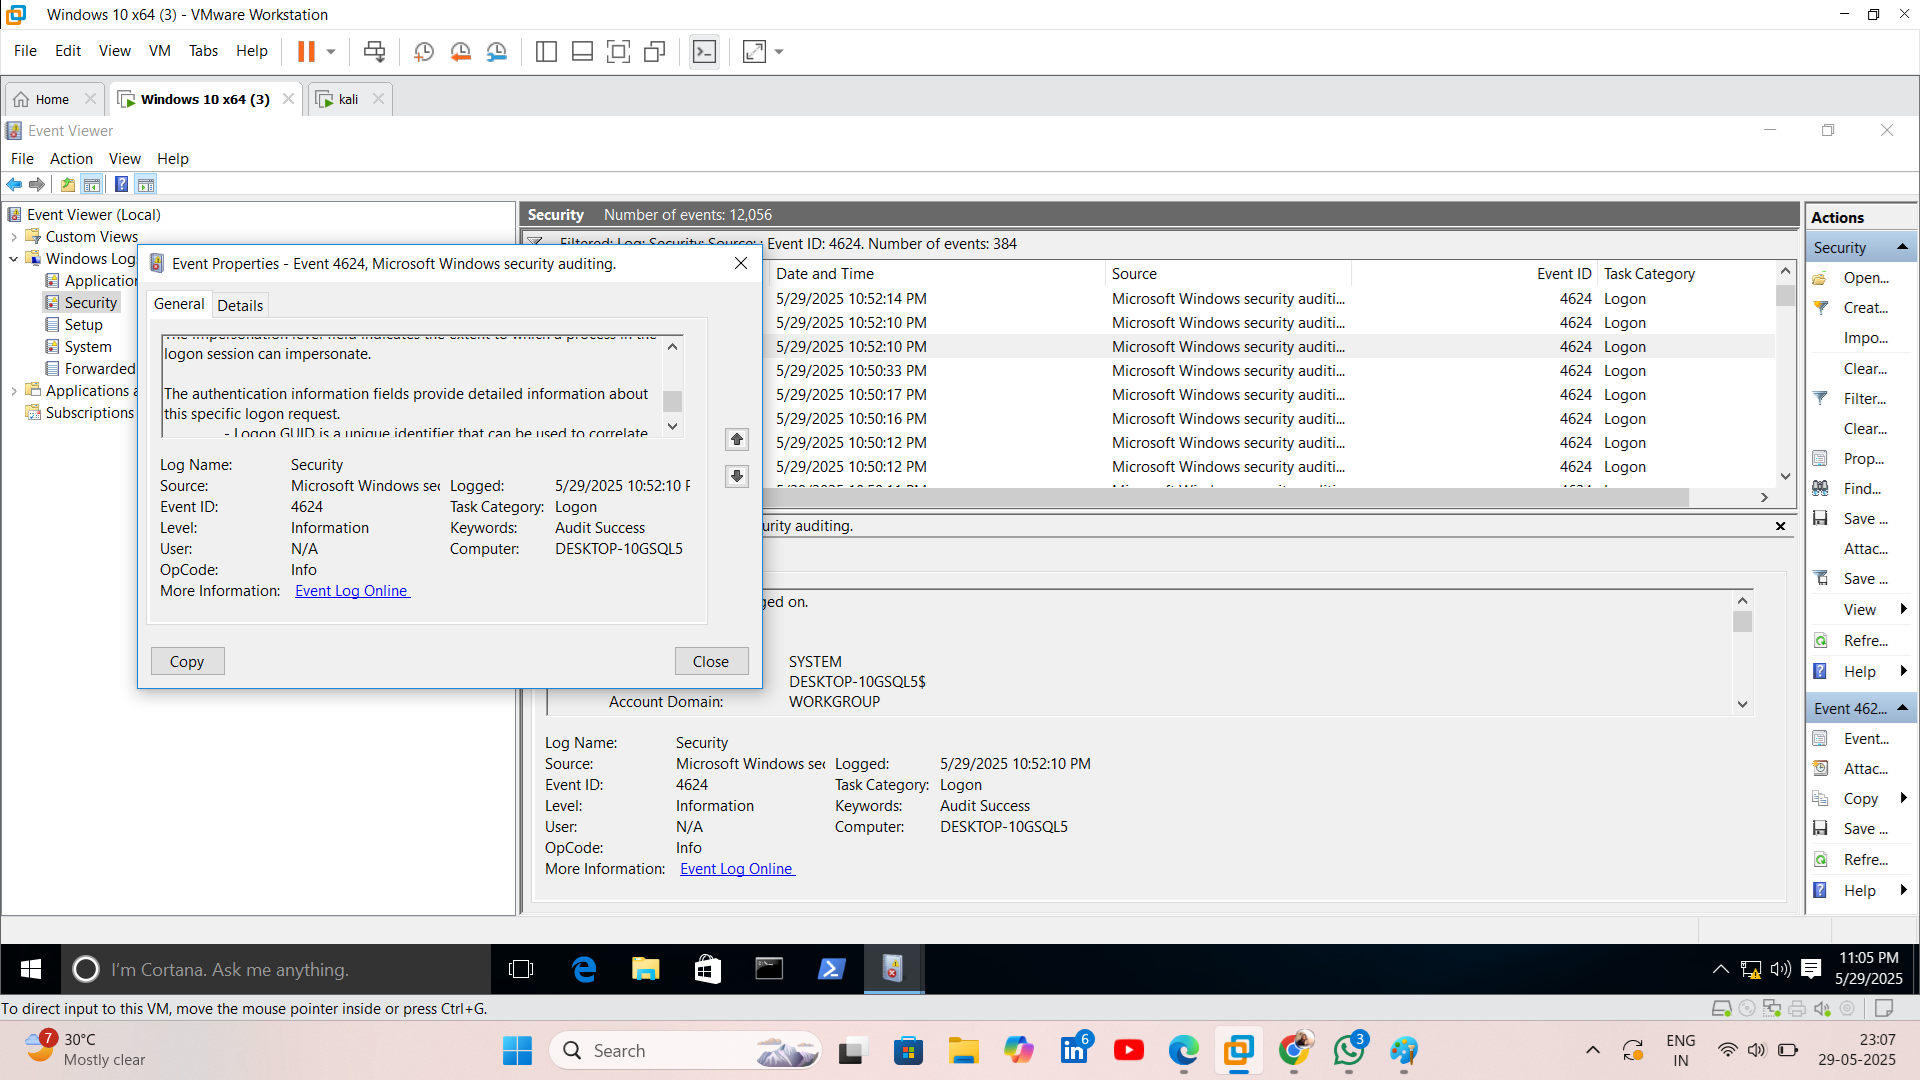 Windows 10 x64 (3) - VMware Workstation
File Edit View VM Tabs Help
Home Windows 10 x64 (3) kali
Event Viewer
File Action View Help
Event Viewer (Local)
Custom Views
Windows Log
Application
Security
Setup
System
Forwarded
Applications a
Subscriptions
Security Number of events: 12,056
Filtered: Log: Security; Source: ; Event ID: 4624. Number of events: 384
Date and Time Source Event ID Task Category
5/29/2025 10:52:14 PM Microsoft Windows security auditi... 4624 Logon
5/29/2025 10:52:10 PM Microsoft Windows security auditi... 4624 Logon
5/29/2025 10:52:10 PM Microsoft Windows security auditi... 4624 Logon
5/29/2025 10:50:33 PM Microsoft Windows security auditi... 4624 Logon
5/29/2025 10:50:17 PM Microsoft Windows security auditi... 4624 Logon
5/29/2025 10:50:16 PM Microsoft Windows security auditi... 4624 Logon
5/29/2025 10:50:12 PM Microsoft Windows security auditi... 4624 Logon
5/29/2025 10:50:12 PM Microsoft Windows security auditi... 4624 Logon
Event Properties - Event 4624, Microsoft Windows security auditing.
General Details
The impersonation level field indicates the extent to which a process in the
logon session can impersonate.
The authentication information fields provide detailed information about
this specific logon request.
- Logon GUID is a unique identifier that can be used to correlate
Log Name: Security
Source: Microsoft Windows sec Logged: 5/29/2025 10:52:10 P
Event ID: 4624 Task Category: Logon
Level: Information Keywords: Audit Success
User: N/A Computer: DESKTOP-10GSQL5
OpCode: Info
More Information: Event Log Online
Copy Close
urity auditing.
ged on.
SYSTEM
DESKTOP-10GSQL5$
Account Domain: WORKGROUP
Log Name: Security
Source: Microsoft Windows sec Logged: 5/29/2025 10:52:10 PM
Event ID: 4624 Task Category: Logon
Level: Information Keywords: Audit Success
User: N/A Computer: DESKTOP-10GSQL5
OpCode: Info
More Information: Event Log Online
Actions
Security
Open...
Creat...
Impo...
Clear...
Filter...
Clear...
Prop...
Find...
Save ...
Attac...
Save ...
View
Refre...
Help
Event 462...
Event...
Attac...
Copy
Save ...
Refre...
Help
I'm Cortana. Ask me anything.
11:05 PM
5/29/2025
To direct input to this VM, move the mouse pointer inside or press Ctrl+G.
7
30°C
Mostly clear
Search
6
3
ENG
IN
23:07
29-05-2025